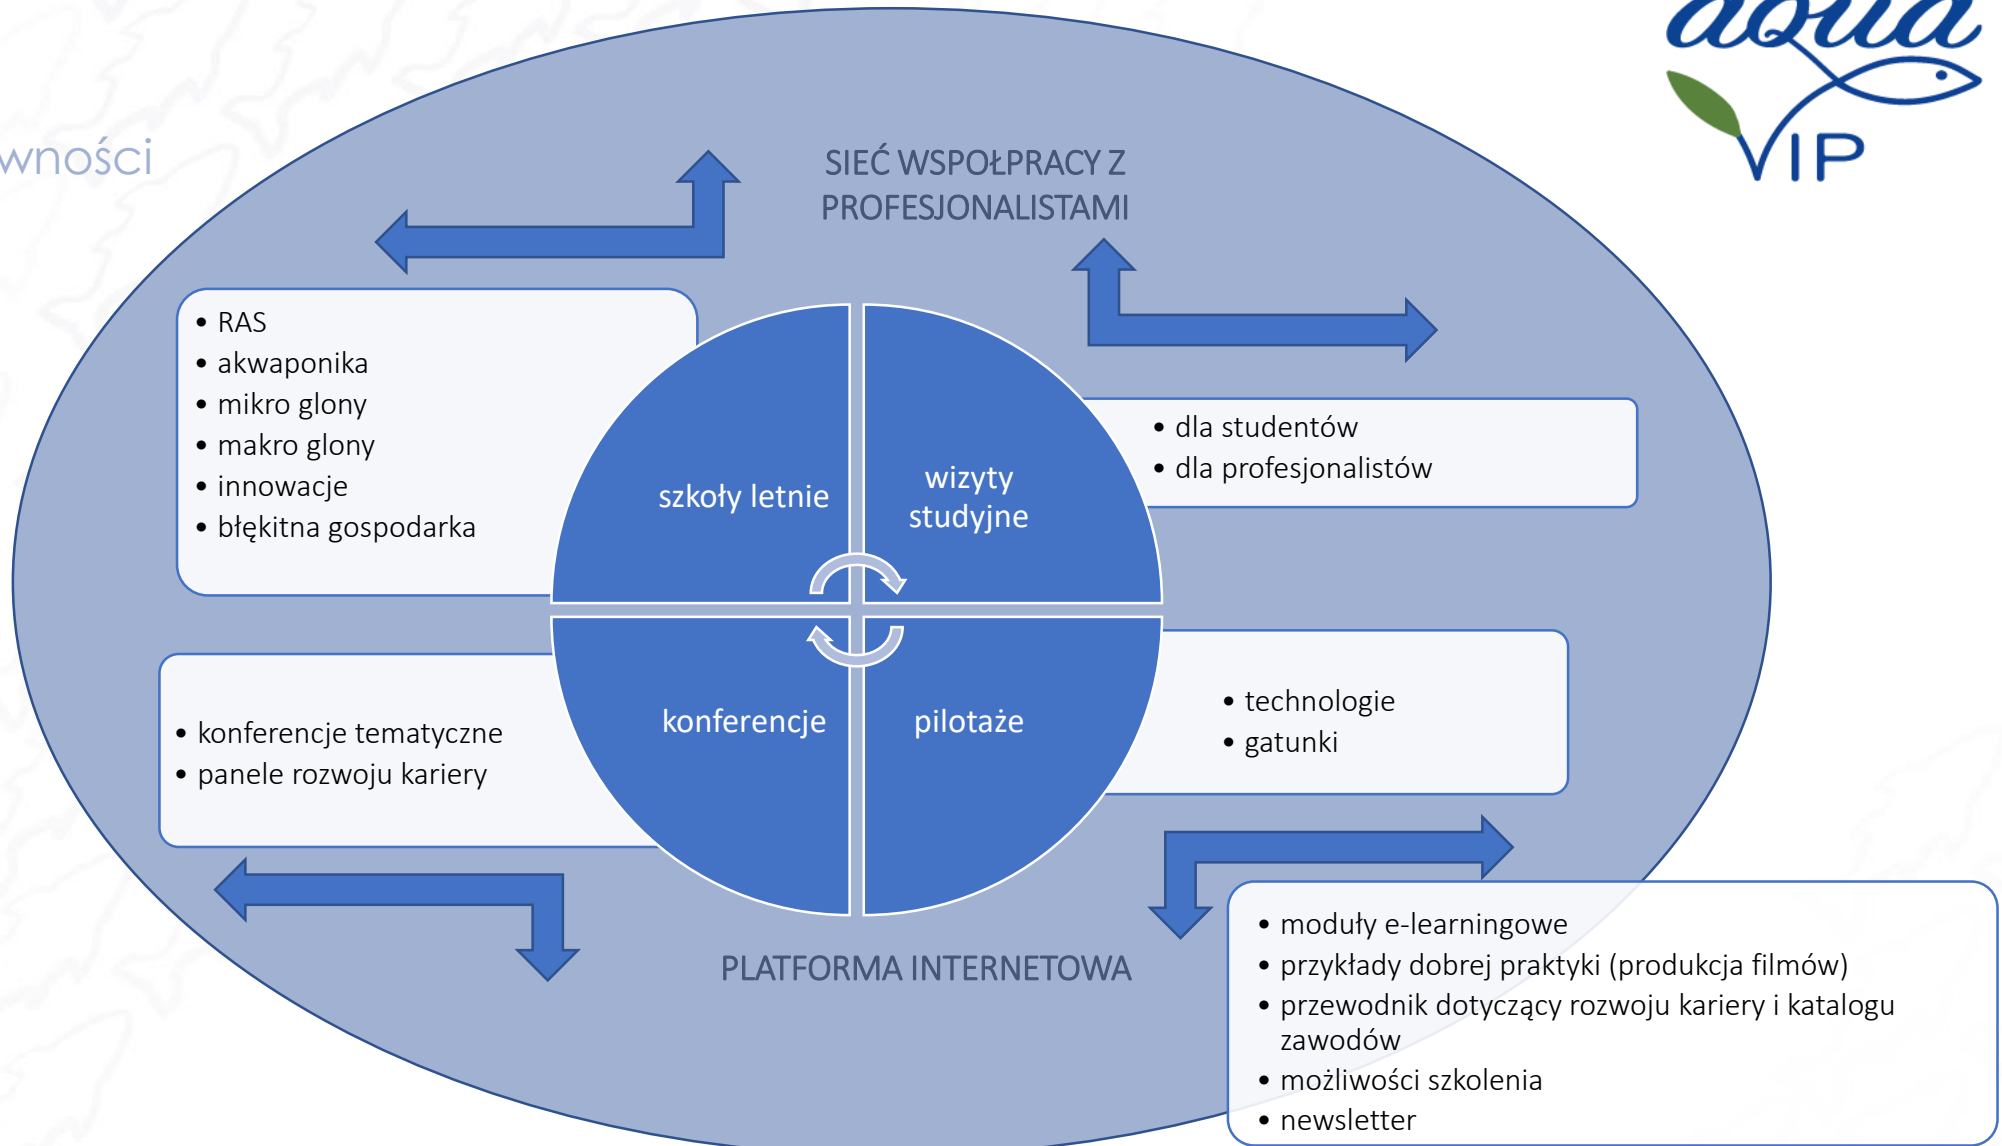 aqua
VIP
wności
SIEĆ WSPOŁPRACY Z
PROFESJONALISTAMI
• RAS
• akwaponika
• mikro glony
• makro glony
• innowacje
• błękitna gospodarka
szkoły letnie
wizyty
studyjne
• dla studentów
• dla profesjonalistów
• konferencje tematyczne
• panele rozwoju kariery
konferencje
pilotaże
• technologie
• gatunki
PLATFORMA INTERNETOWA
• moduły e-learningowe
• przykłady dobrej praktyki (produkcja filmów)
• przewodnik dotyczący rozwoju kariery i katalogu
zawodów
• możliwości szkolenia
• newsletter